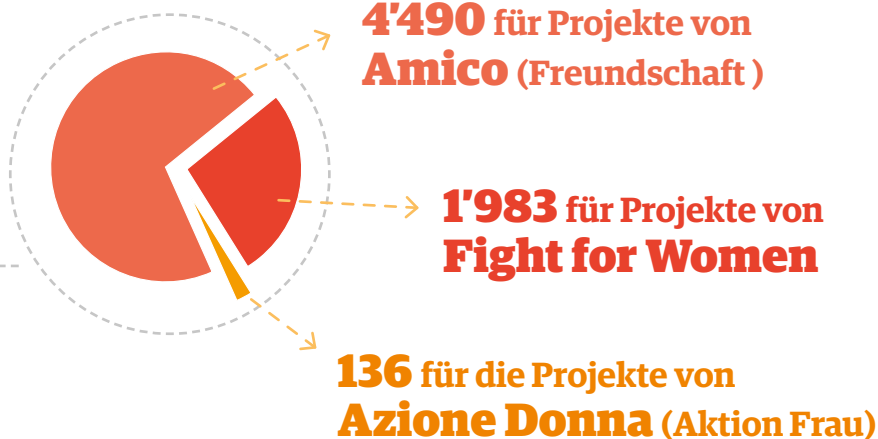 4'490 für Projekte von
Amico (Freundschaft )
1'983 für Projekte von
Fight for Women
136 für die Projekte von
Azione Donna (Aktion Frau)